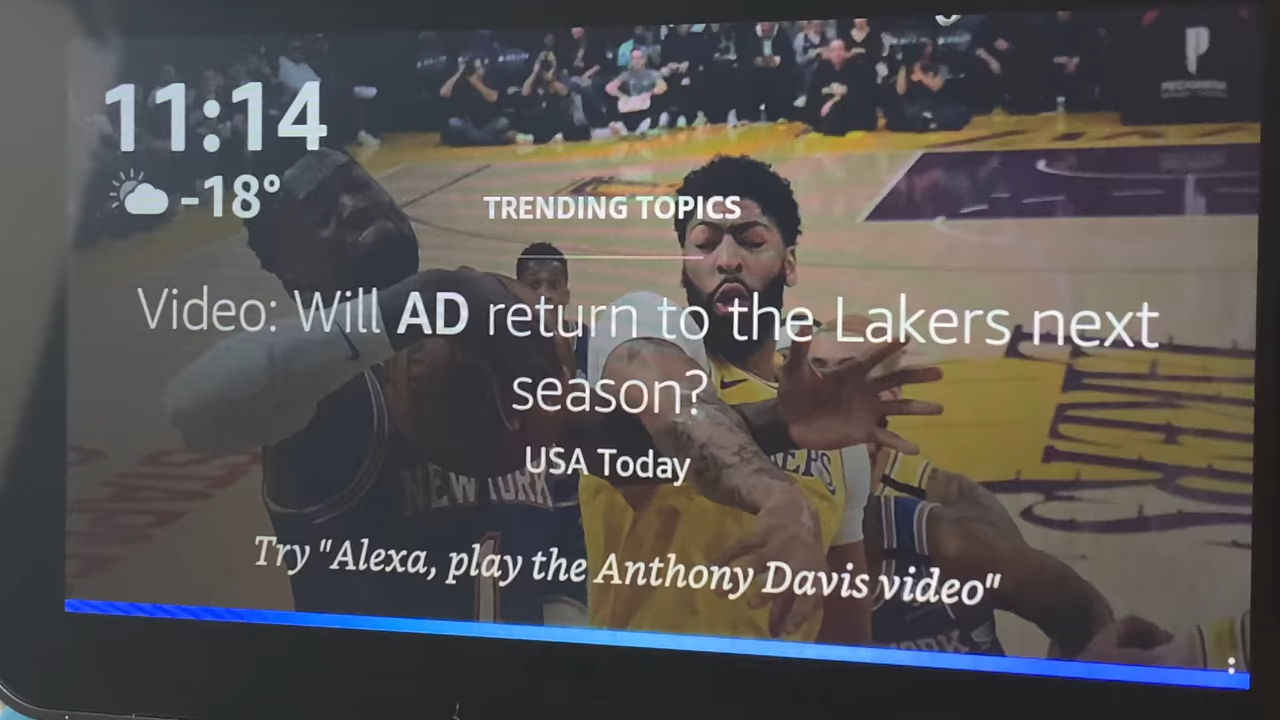 11:14
-18°
TRENDING TOPICS
Video: Will AD return to the Lakers next
season?
USA Today
Try "Alexa, play the Anthony Davis video"
NEW YORK
LAKERS